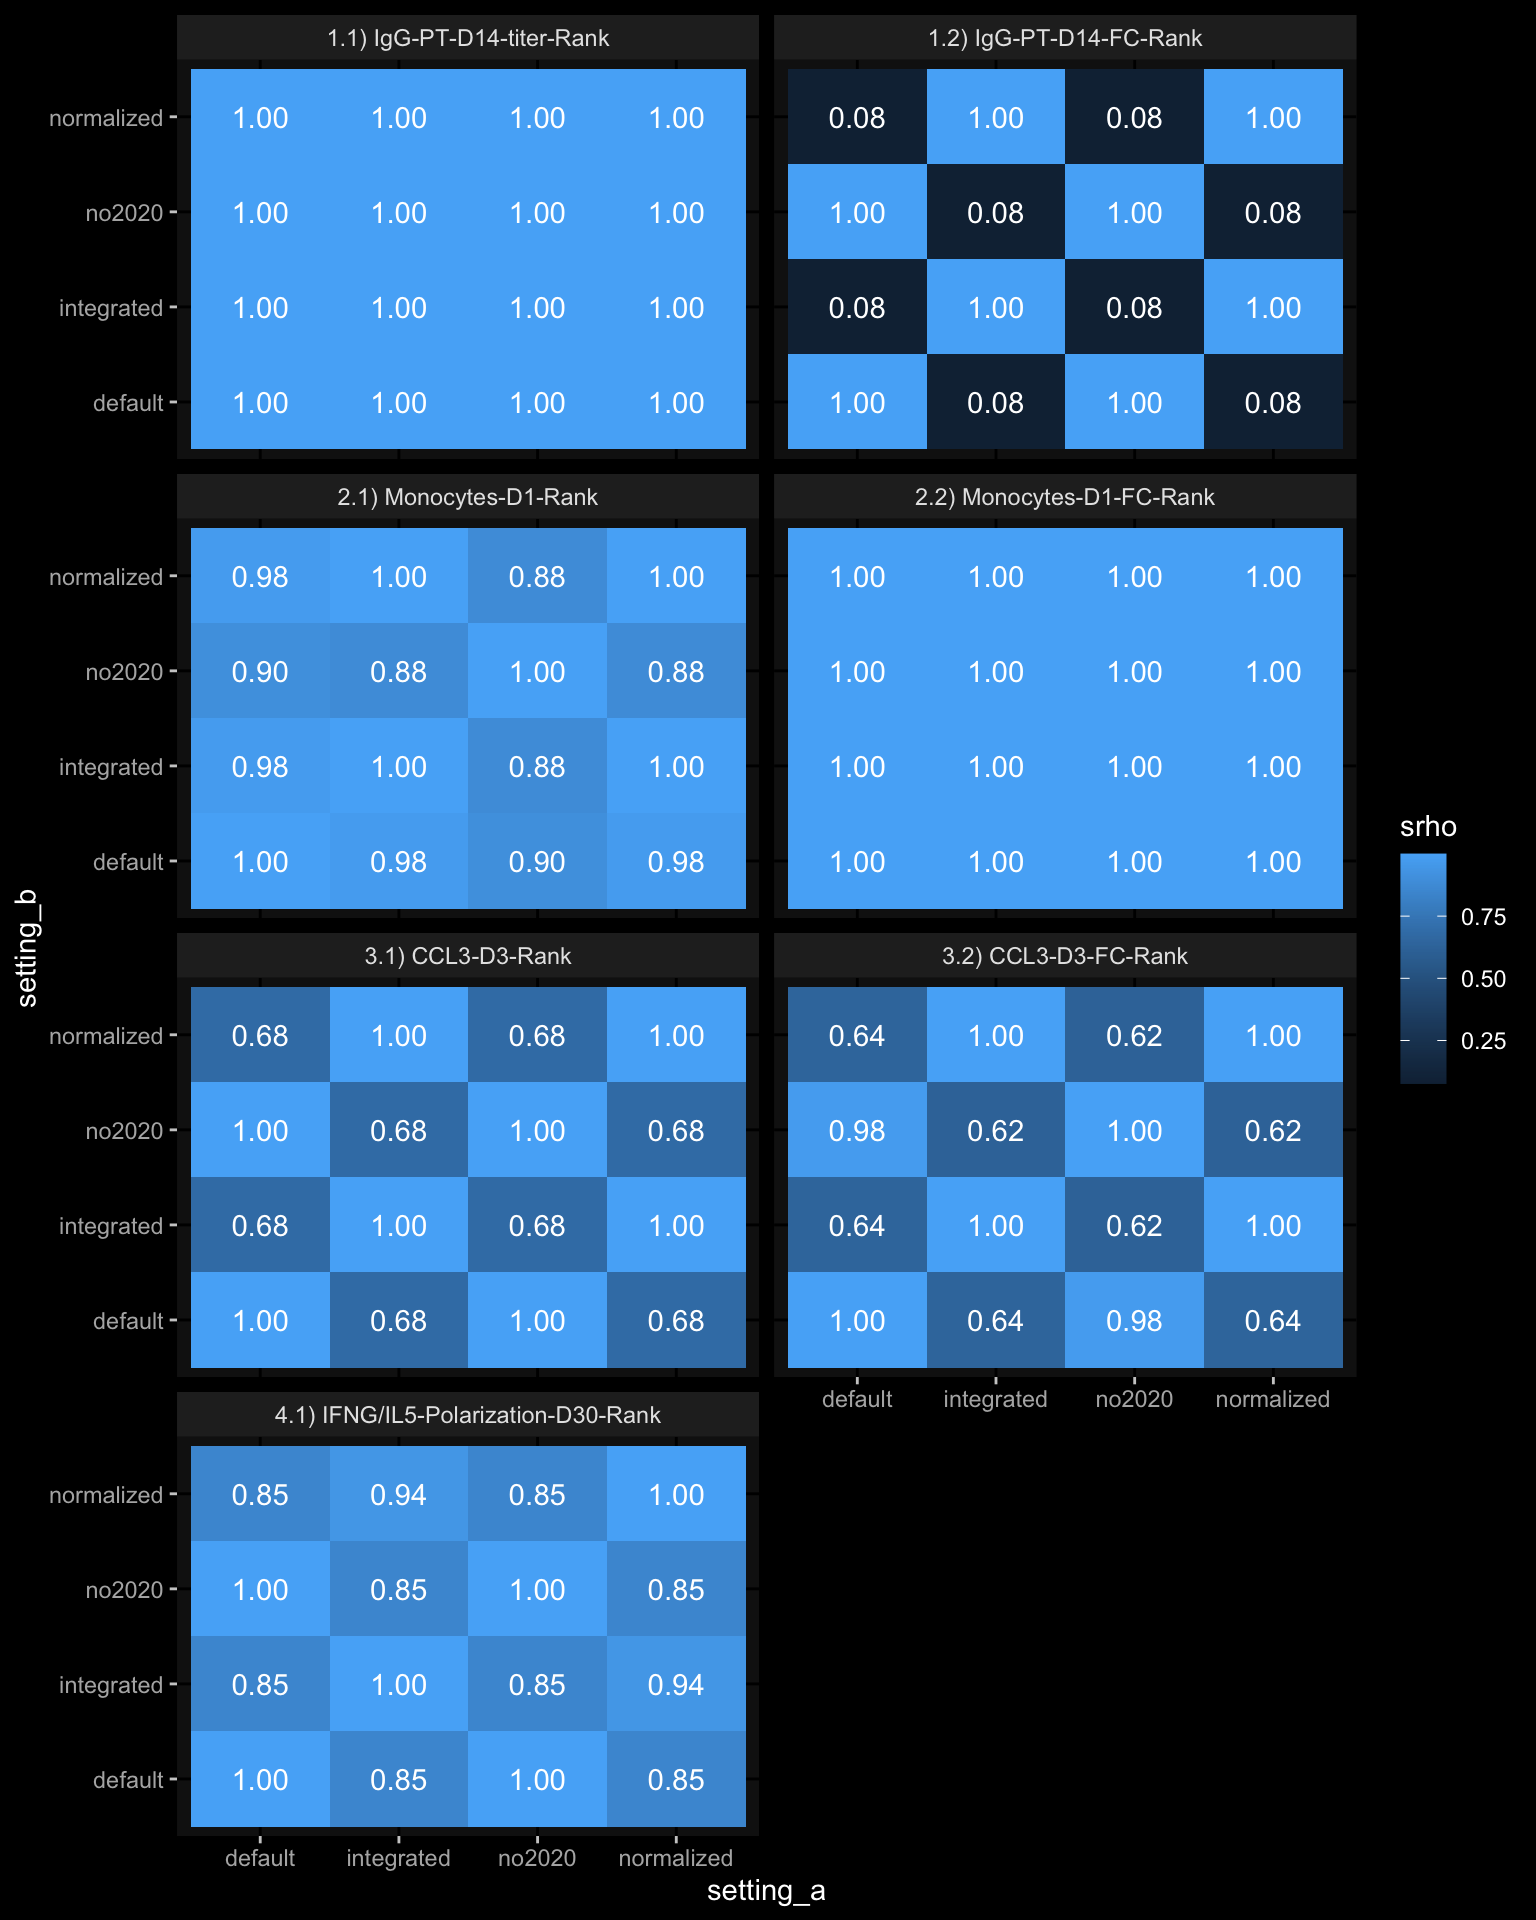 1.1) IgG-PT-D14-titer-Rank
1.2) IgG-PT-D14-FC-Rank
normalized 1.00 1.00 1.00 1.00 0.08 1.00 0.08 1.00
no2020 1.00 1.00 1.00 1.00 1.00 0.08 1.00 0.08
integrated 1.00 1.00 1.00 1.00 0.08 1.00 0.08 1.00
default 1.00 1.00 1.00 1.00 1.00 0.08 1.00 0.08
2.1) Monocytes-D1-Rank
2.2) Monocytes-D1-FC-Rank
normalized 0.98 1.00 0.88 1.00 1.00 1.00 1.00 1.00
no2020 0.90 0.88 1.00 0.88 1.00 1.00 1.00 1.00
integrated 0.98 1.00 0.88 1.00 1.00 1.00 1.00 1.00
default 1.00 0.98 0.90 0.98 1.00 1.00 1.00 1.00
3.1) CCL3-D3-Rank
3.2) CCL3-D3-FC-Rank
normalized 0.68 1.00 0.68 1.00 0.64 1.00 0.62 1.00
no2020 1.00 0.68 1.00 0.68 0.98 0.62 1.00 0.62
integrated 0.68 1.00 0.68 1.00 0.64 1.00 0.62 1.00
default 1.00 0.68 1.00 0.68 1.00 0.64 0.98 0.64
default integrated no2020 normalized
4.1) IFNG/IL5-Polarization-D30-Rank
normalized 0.85 0.94 0.85 1.00
no2020 1.00 0.85 1.00 0.85
integrated 0.85 1.00 0.85 0.94
default 1.00 0.85 1.00 0.85
default integrated no2020 normalized
setting_a
setting_b
srho
0.75
0.50
0.25